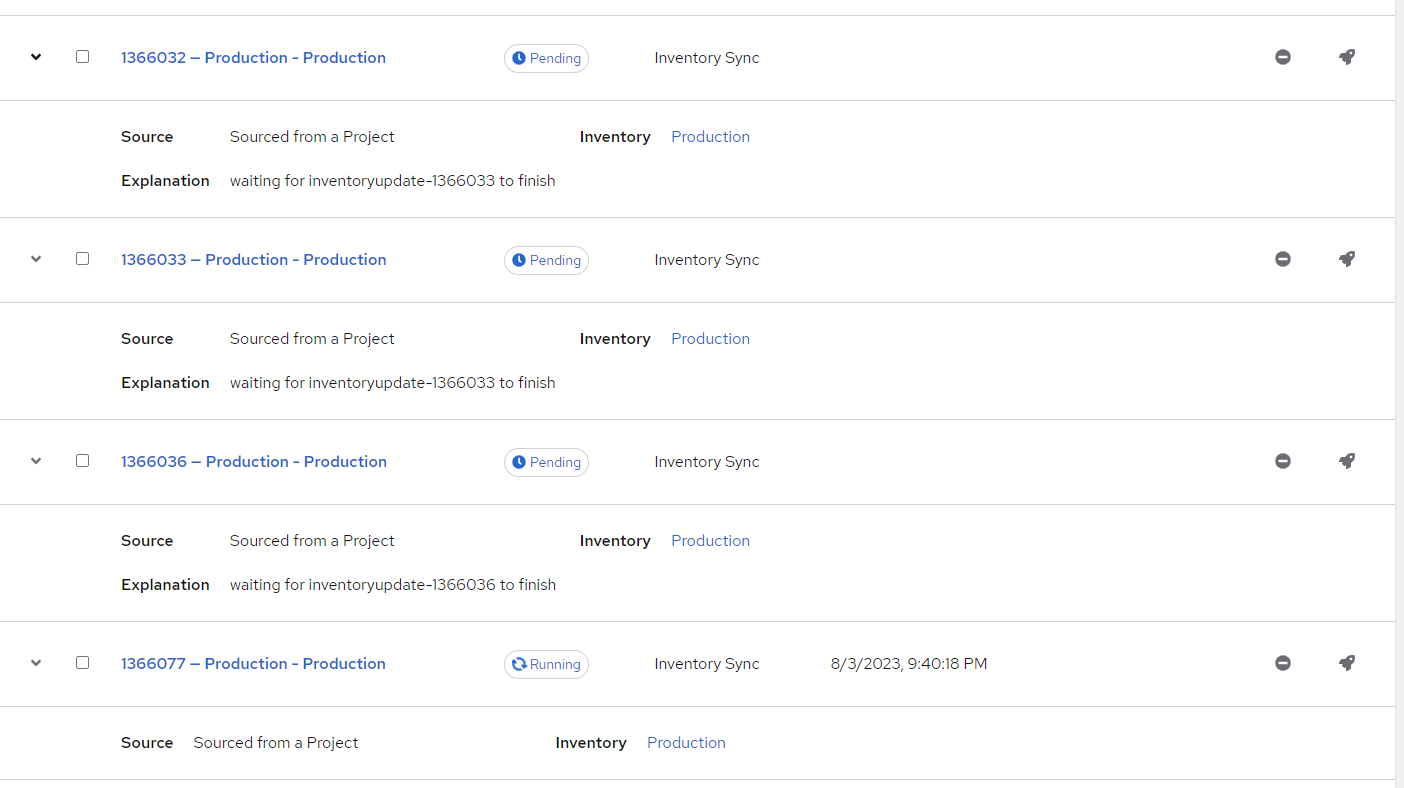 1366032 – Production - Production Pending Inventory Sync
Source Sourced from a Project Inventory Production
Explanation waiting for inventoryupdate-1366033 to finish
1366033 – Production - Production Pending Inventory Sync
Source Sourced from a Project Inventory Production
Explanation waiting for inventoryupdate-1366033 to finish
1366036 – Production - Production Pending Inventory Sync
Source Sourced from a Project Inventory Production
Explanation waiting for inventoryupdate-1366036 to finish
1366077 – Production - Production Running Inventory Sync 8/3/2023, 9:40:18 PM
Source Sourced from a Project Inventory Production